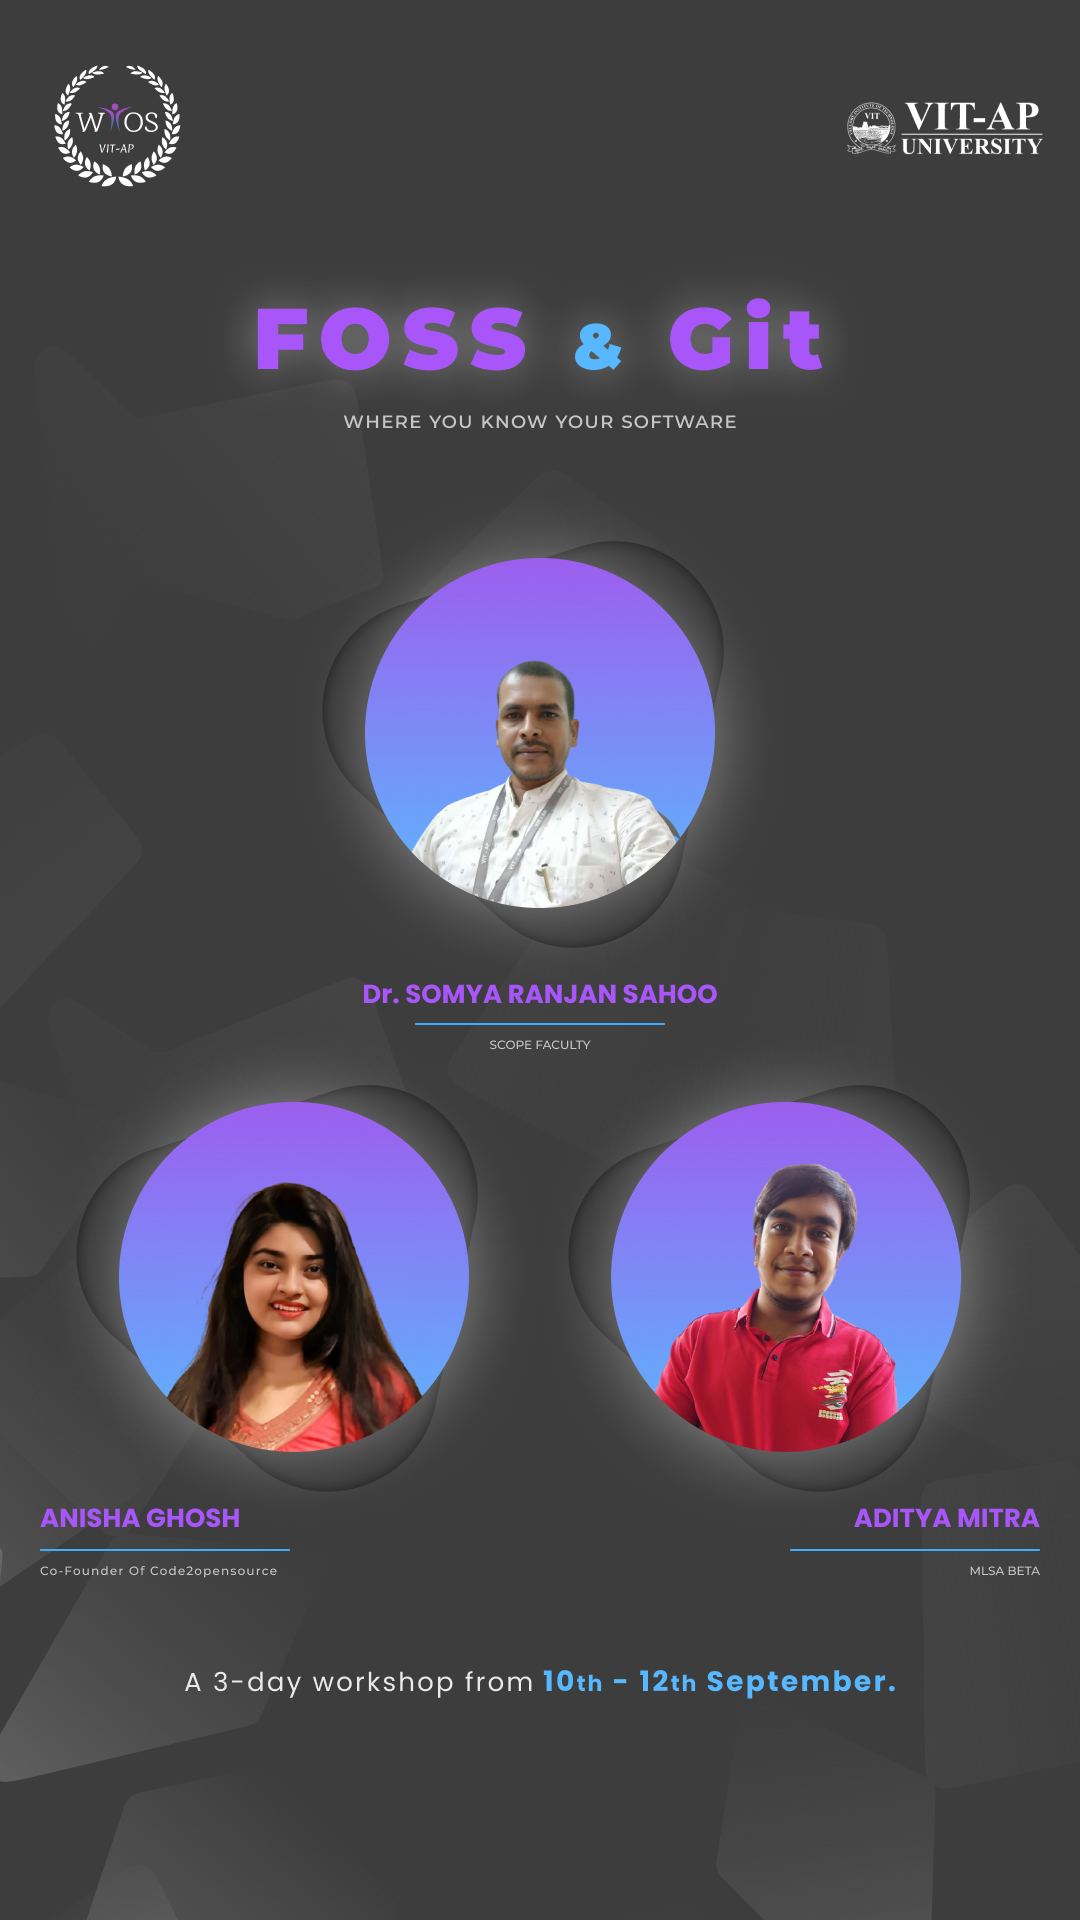 W OS
VIT-AP
VIT
VIT-AP
UNIVERSITY
FOSS & Git
WHERE YOU KNOW YOUR SOFTWARE
Dr. SOMYA RANJAN SAHOO
SCOPE FACULTY
ANISHA GHOSH
Co-Founder Of Code2opensource
ADITYA MITRA
MLSA BETA
A 3-day workshop from 10th - 12th September.